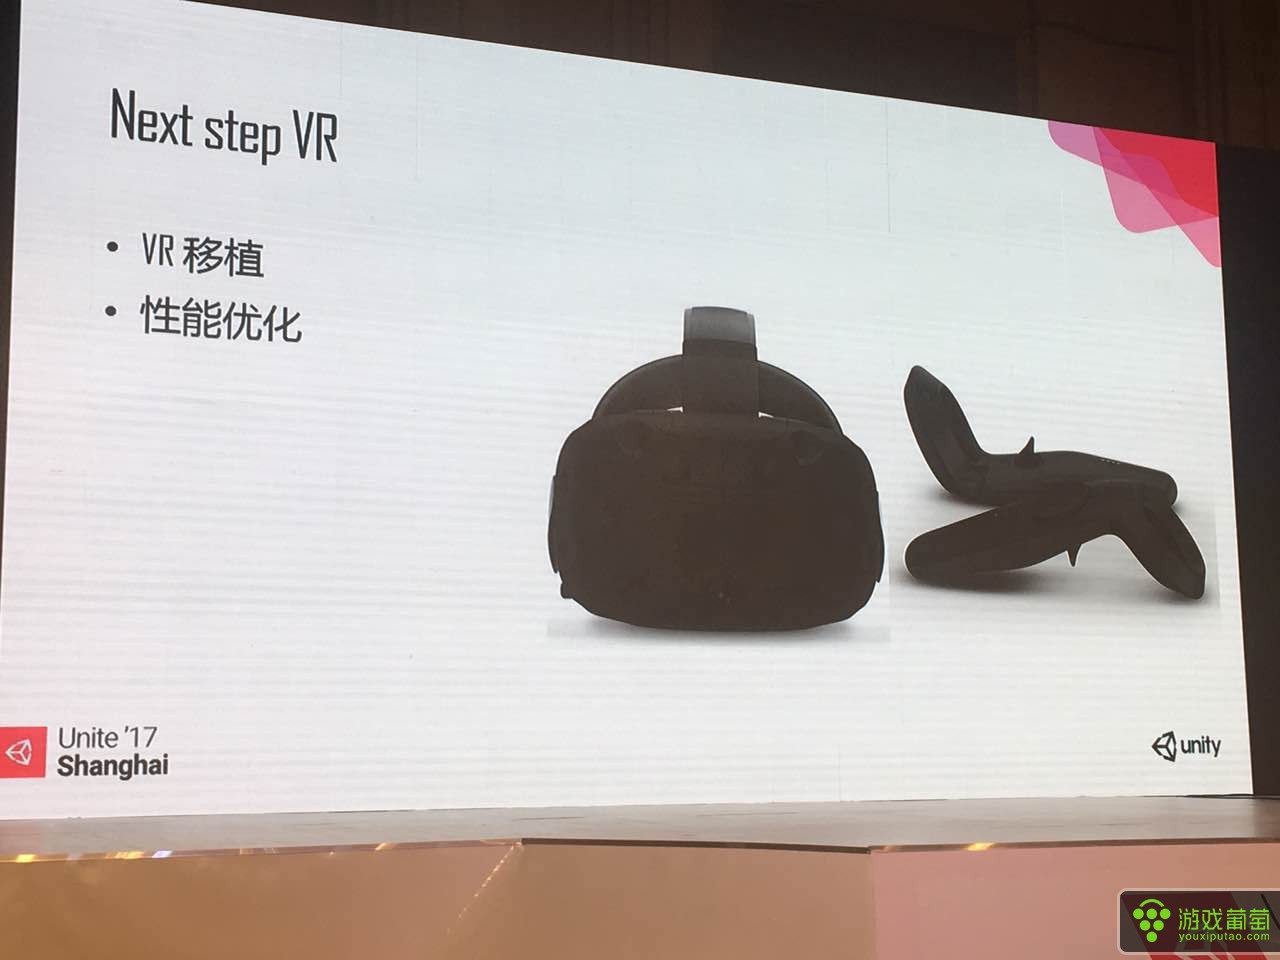 Next step VR
• VR 移植
• 性能优化
Unite '17
Shanghai
unity
游戏葡萄
youxiputao.com